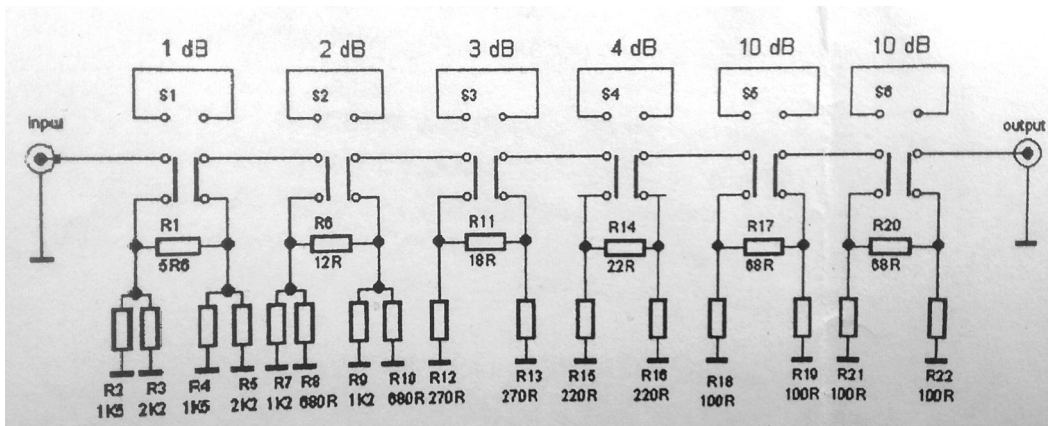 1 dB 2 dB 3 dB 4 dB 10 dB 10 dB
S1 S2 S3 S4 S5 S6
input output
R1 R6 R11 R14 R17 R20
5R6 12R 18R 22R 68R 68R
R2 R3 R4 R5 R7 R8 R9 R10 R12 R13 R15 R16 R18 R19 R21 R22
1K5 2K2 1K5 2K2 1K2 680R 1K2 680R 270R 270R 220R 220R 100R 100R 100R 100R